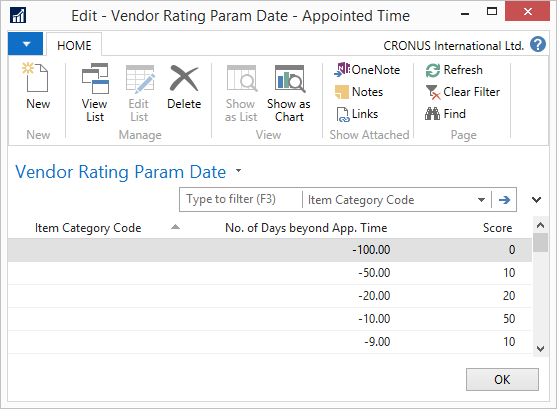 Edit - Vendor Rating Param Date - Appointed Time
HOME
CRONUS International Ltd. ?
New
View List
Edit List
Delete
Show as List
Show as Chart
OneNote
Notes
Links
Refresh
Clear Filter
Find
New
Manage
View
Show Attached
Page
Vendor Rating Param Date
Type to filter (F3)
Item Category Code
Item Category Code No. of Days beyond App. Time Score
-100.00 0
-50.00 10
-20.00 20
-10.00 50
-9.00 10
OK